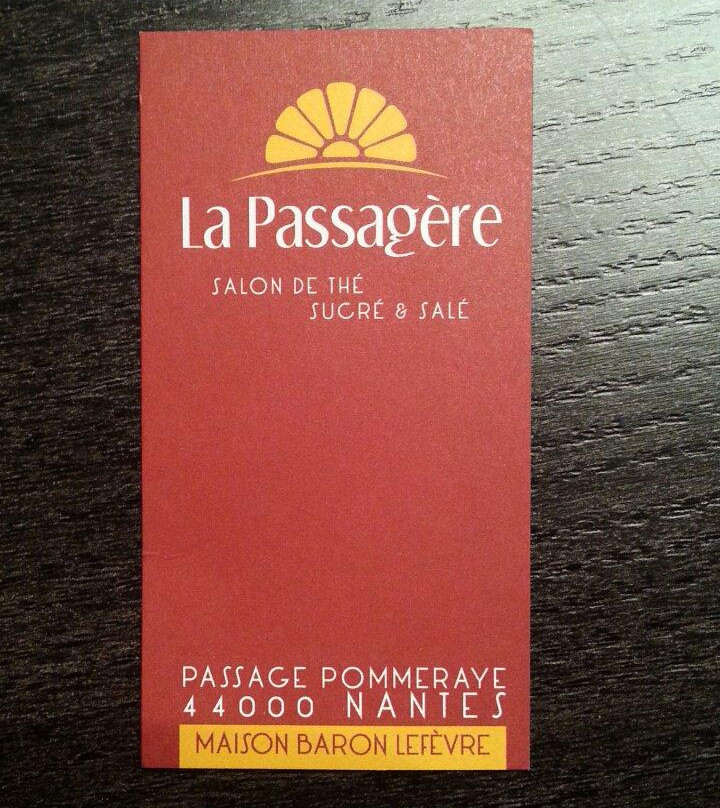 La Passagère
SALON DE THÉ
SUCRÉ & SALÉ
PASSAGE POMMERAYE
44000 NANTES
MAISON BARON LEFÈVRE